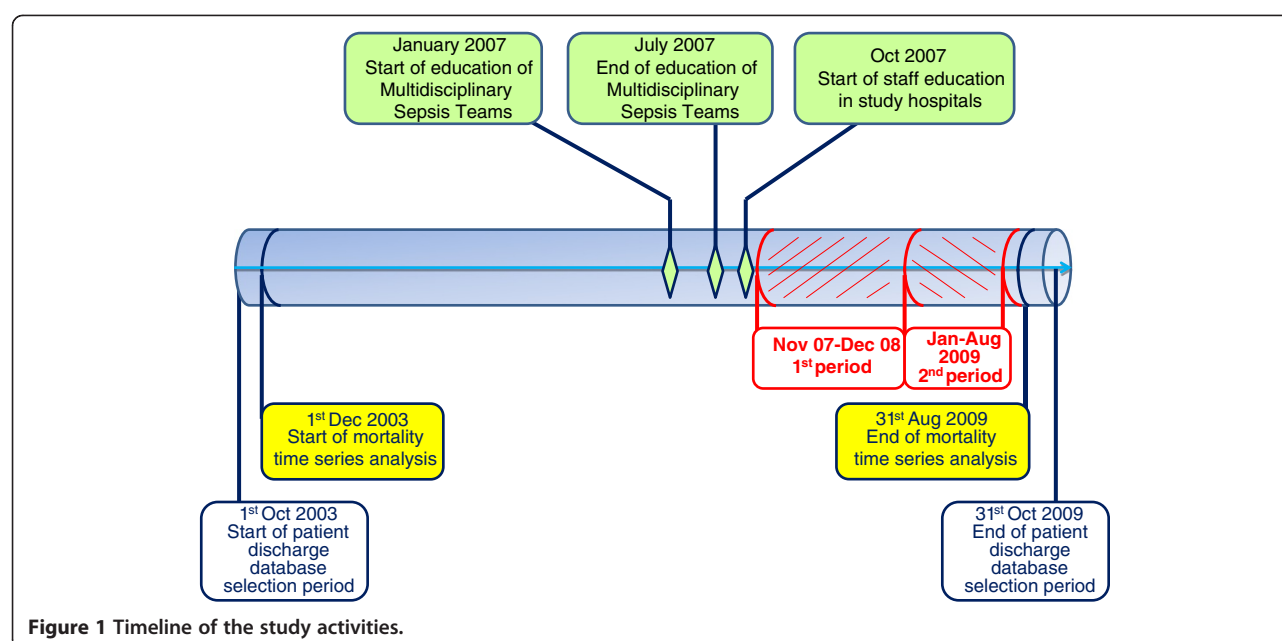 January 2007
Start of education of
Multidisciplinary
Sepsis Teams
July 2007
End of education of
Multidisciplinary
Sepsis Teams
Oct 2007
Start of staff education
in study hospitals
Nov 07-Dec 08
1st period
Jan-Aug
2009
2nd period
1st Dec 2003
Start of mortality
time series analysis
31st Aug 2009
End of mortality
time series analysis
1st Oct 2003
Start of patient
discharge
database
selection period
31st Oct 2009
End of patient
discharge
database
selection period
Figure 1 Timeline of the study activities.